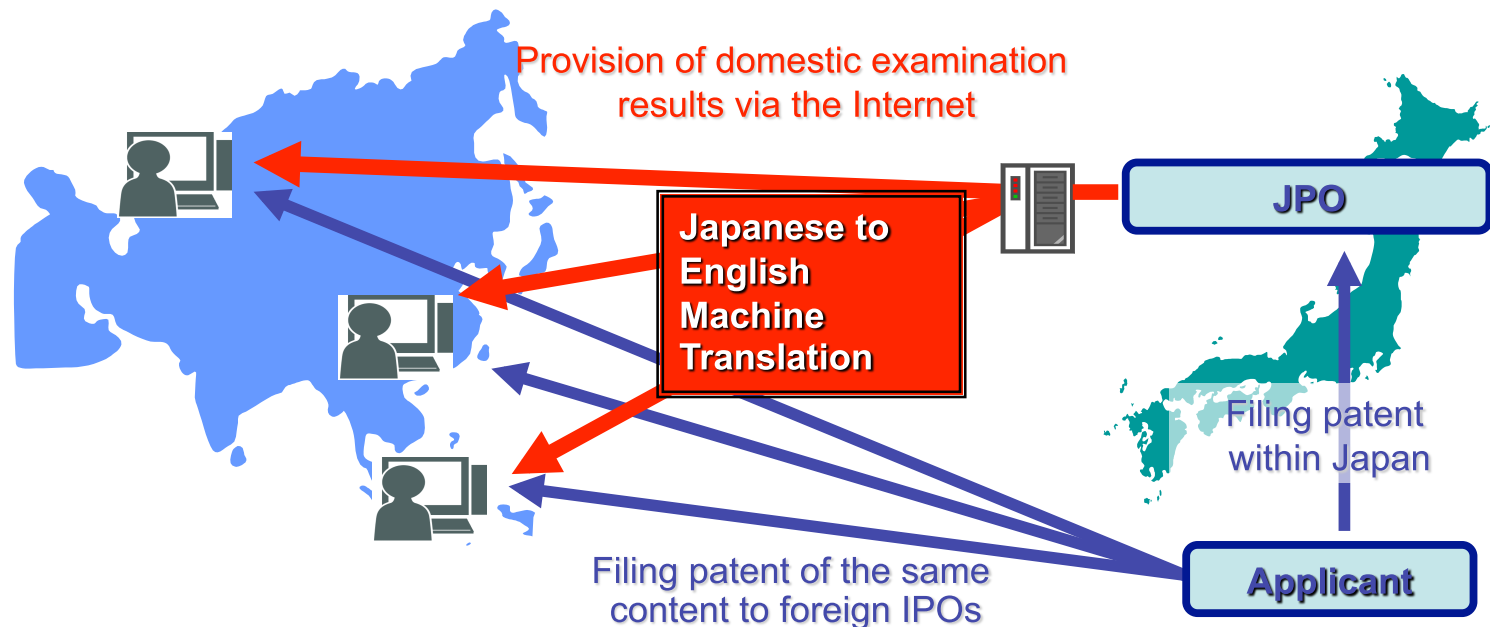 Provision of domestic examination
results via the Internet
JPO
Japanese to
English
Machine
Translation
Filing patent
within Japan
Filing patent of the same
content to foreign IPOs
Applicant